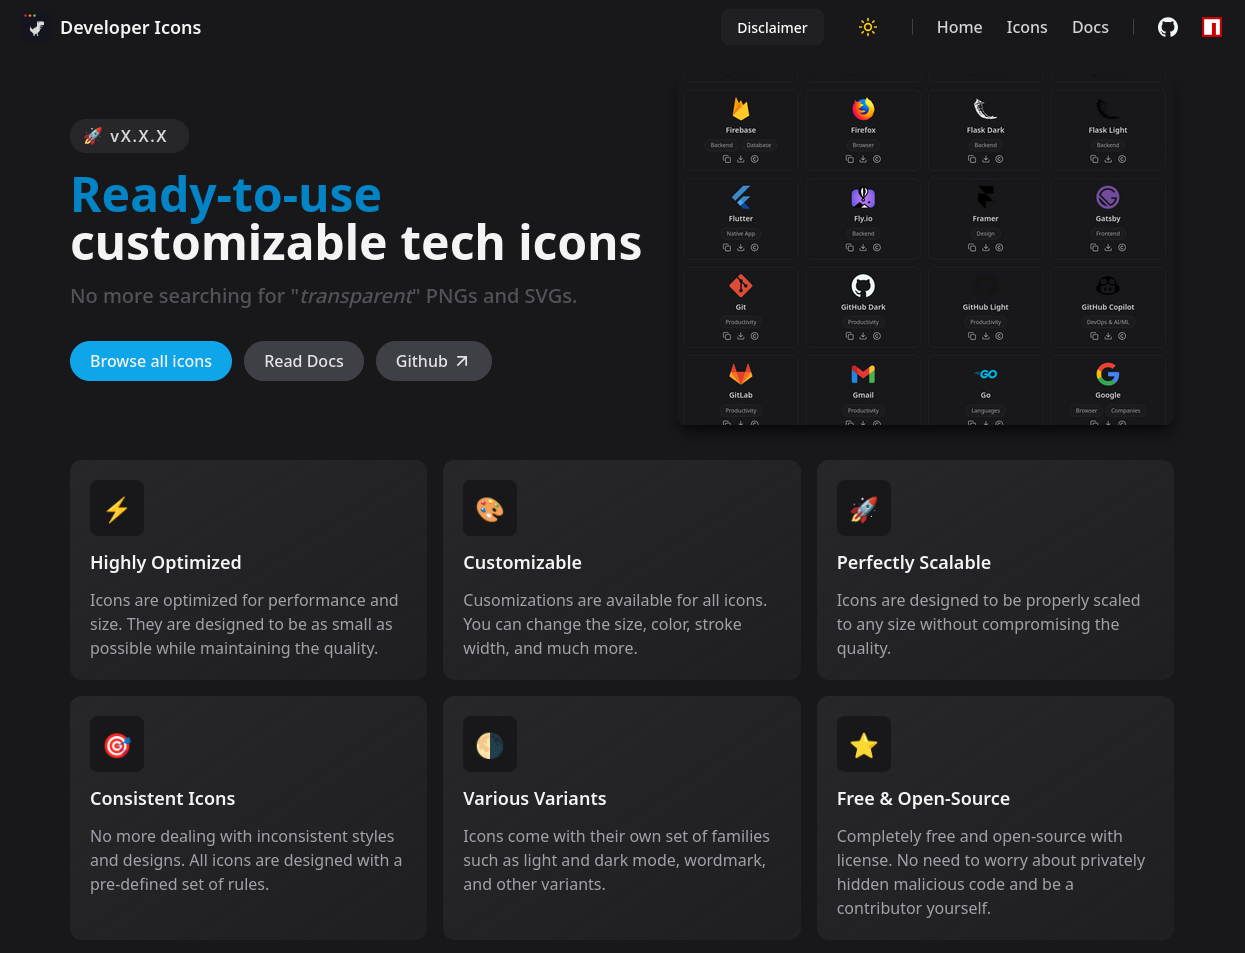 Developer Icons
Disclaimer
Home
Icons
Docs
🚀 vX.X.X
Ready-to-use
customizable tech icons
No more searching for "transparent" PNGs and SVGs.
Browse all icons
Read Docs
Github
Firebase
Firefox
Flask Dark
Flask Light
Backend
Database
Browser
Backend
Backend
Flutter
Fly.io
Framer
Gatsby
Native App
Backend
Design
Frontend
Git
GitHub Dark
GitHub Light
GitHub Copilot
Productivity
Productivity
Productivity
DevOps & AI/ML
GitLab
Gmail
Go
Google
Productivity
Productivity
Languages
Browser
Companies
Highly Optimized
Icons are optimized for performance and
size. They are designed to be as small as
possible while maintaining the quality.
Customizable
Cusomizations are available for all icons.
You can change the size, color, stroke
width, and much more.
Perfectly Scalable
Icons are designed to be properly scaled
to any size without compromising the
quality.
Consistent Icons
No more dealing with inconsistent styles
and designs. All icons are designed with a
pre-defined set of rules.
Various Variants
Icons come with their own set of families
such as light and dark mode, wordmark,
and other variants.
Free & Open-Source
Completely free and open-source with
license. No need to worry about privately
hidden malicious code and be a
contributor yourself.